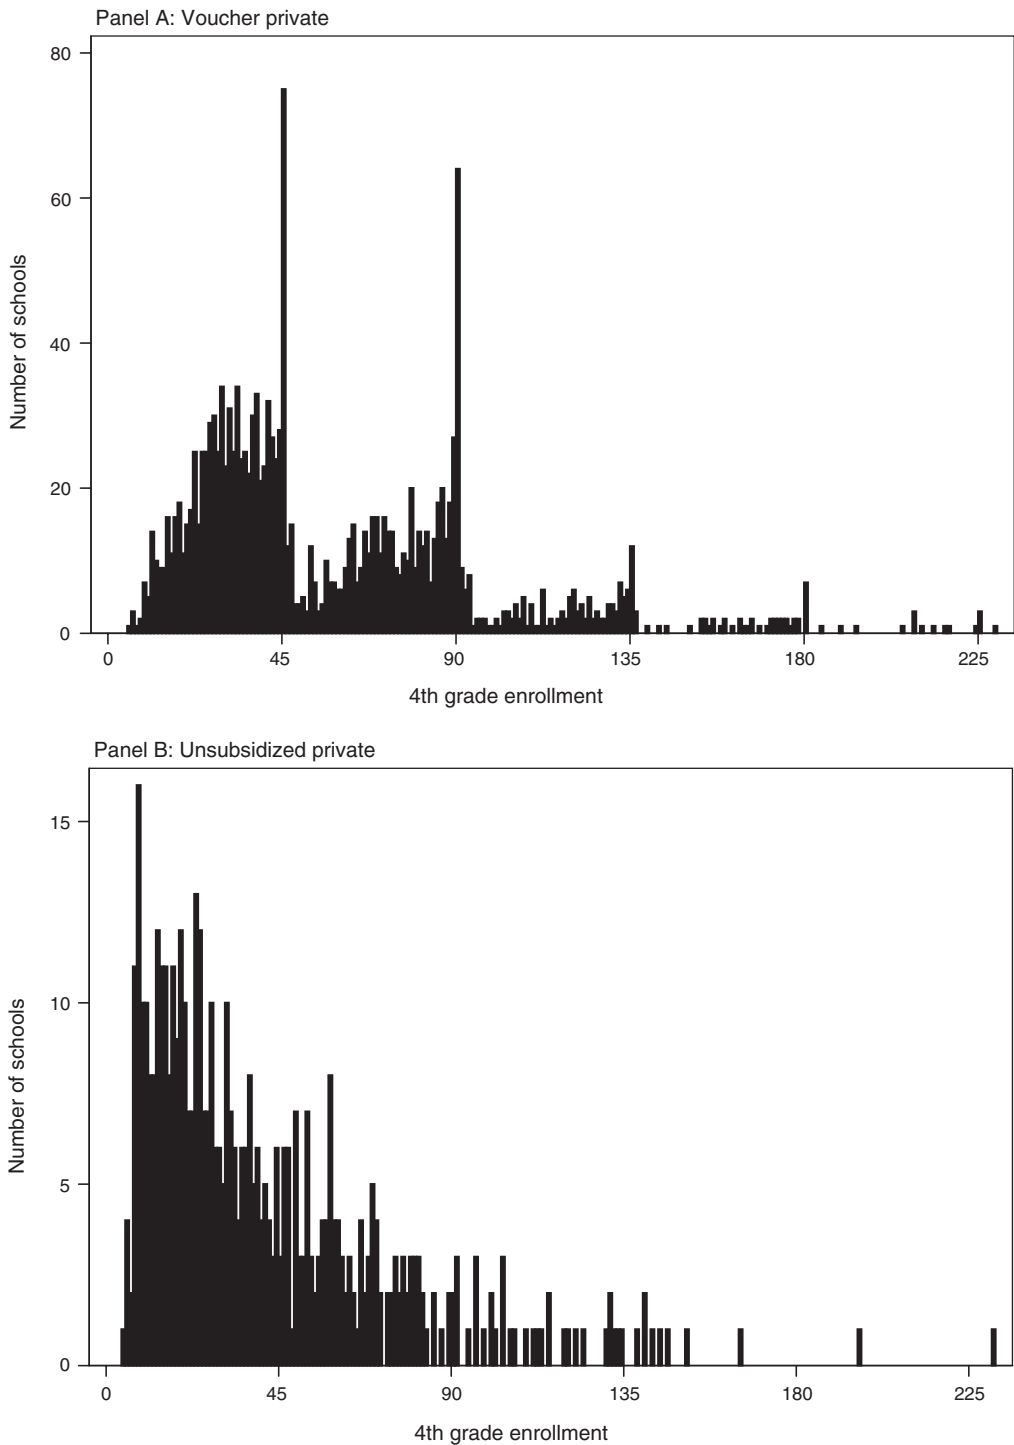 Panel A: Voucher private
80
60
40
20
0
Number of schools
0 45 90 135 180 225
4th grade enrollment
Panel B: Unsubsidized private
15
10
5
0
Number of schools
0 45 90 135 180 225
4th grade enrollment